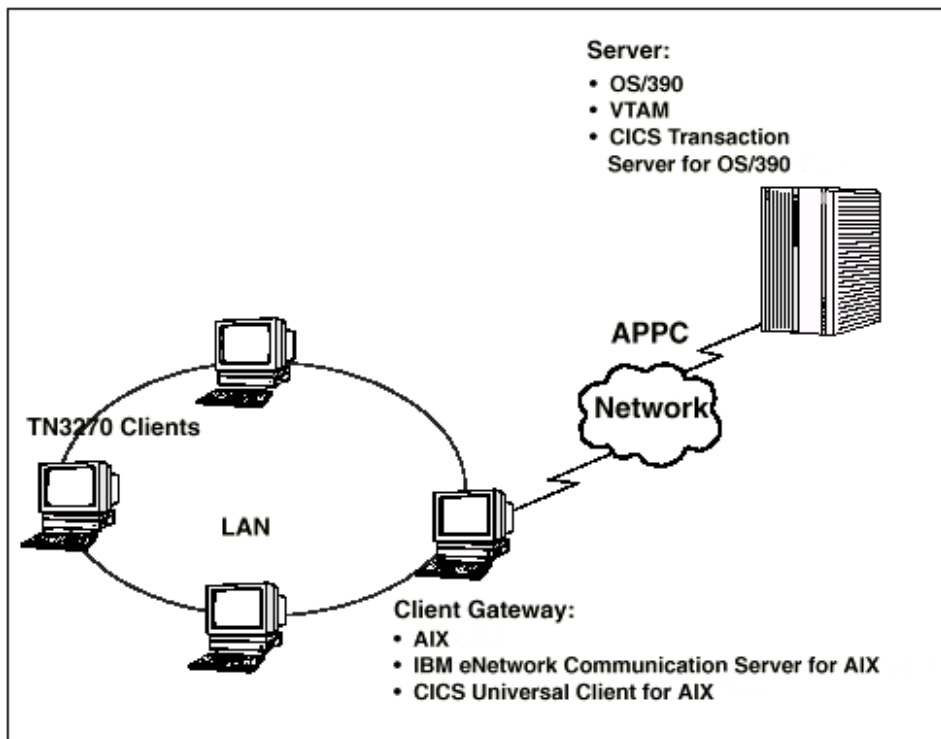 Server:
• OS/390
• VTAM
• CICS Transaction
Server for OS/390
APPC
Network
TN3270 Clients
LAN
Client Gateway:
• AIX
• IBM eNetwork Communication Server for AIX
• CICS Universal Client for AIX